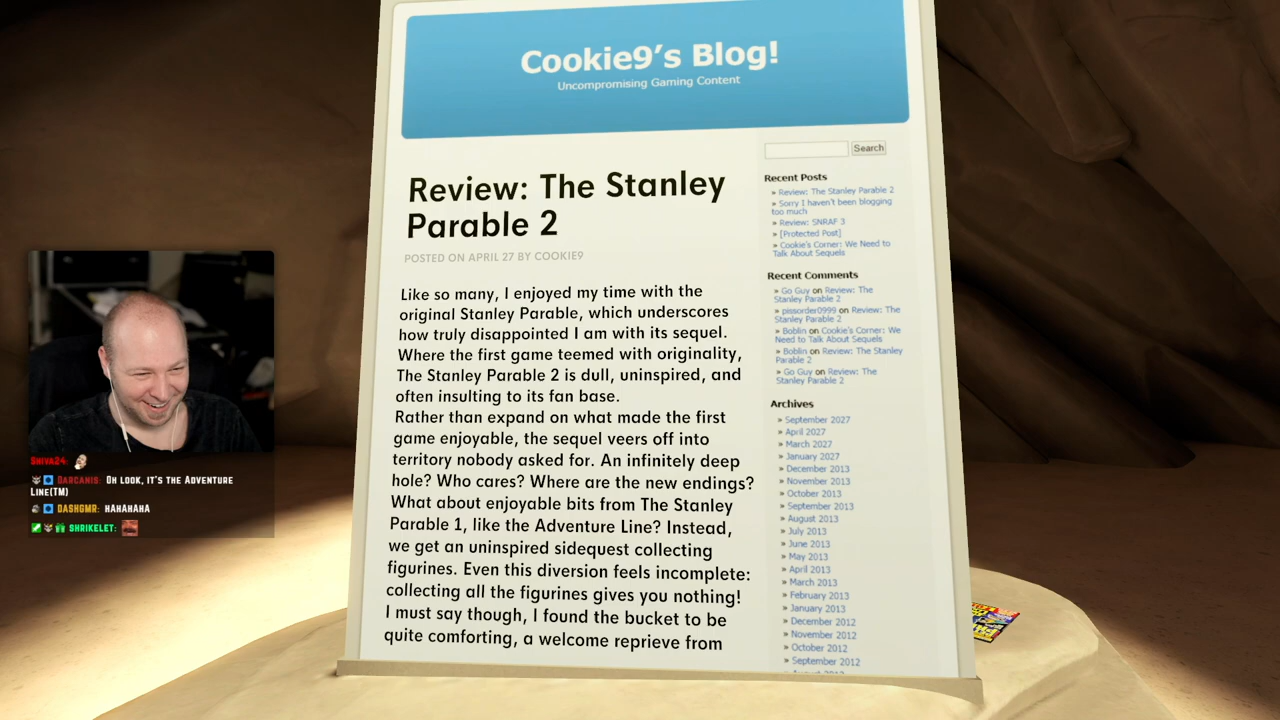 Cookie9's Blog!
Uncompromising Gaming Content
Review: The Stanley
Parable 2
POSTED ON APRIL 27 BY COOKIE9
Like so many, I enjoyed my time with the
original Stanley Parable, which underscores
how truly disappointed I am with its sequel.
Where the first game teemed with originality,
The Stanley Parable 2 is dull, uninspired, and
often insulting to its fan base.
Rather than expand on what made the first
game enjoyable, the sequel veers off into
territory nobody asked for. An infinitely deep
hole? Who cares? Where are the new endings?
What about enjoyable bits from The Stanley
Parable 1, like the Adventure Line? Instead,
we get an uninspired sidequest collecting
figurines. Even this diversion feels incomplete:
collecting all the figurines gives you nothing!
I must say though, I found the bucket to be
quite comforting, a welcome reprieve from
Search
Recent Posts
» Review: The Stanley Parable 2
» Sorry I haven't been blogging
too much
» Review: SNRAF 3
» [Protected Post]
» Cookie's Corner: We Need to
Talk About Sequels
Recent Comments
» Go Guy on Review: The
Stanley Parable 2
» pissorder0999 on Review: The
Stanley Parable 2
» Boblin on Cookie's Corner: We
Need to Talk About Sequels
» Boblin on Review: The Stanley
Parable 2
» Go Guy on Review: The
Stanley Parable 2
Archives
» September 2027
» April 2027
» March 2027
» January 2027
» December 2013
» November 2013
» October 2013
» September 2013
» August 2013
» July 2013
» June 2013
» May 2013
» April 2013
» March 2013
» February 2013
» January 2013
» December 2012
» November 2012
» October 2012
» September 2012
SHIVA24:
DARCANIS: OH LOOK, IT'S THE ADVENTURE
LINE(TM)
DASHGMR: HAHAHAHA
SHRIKELET: